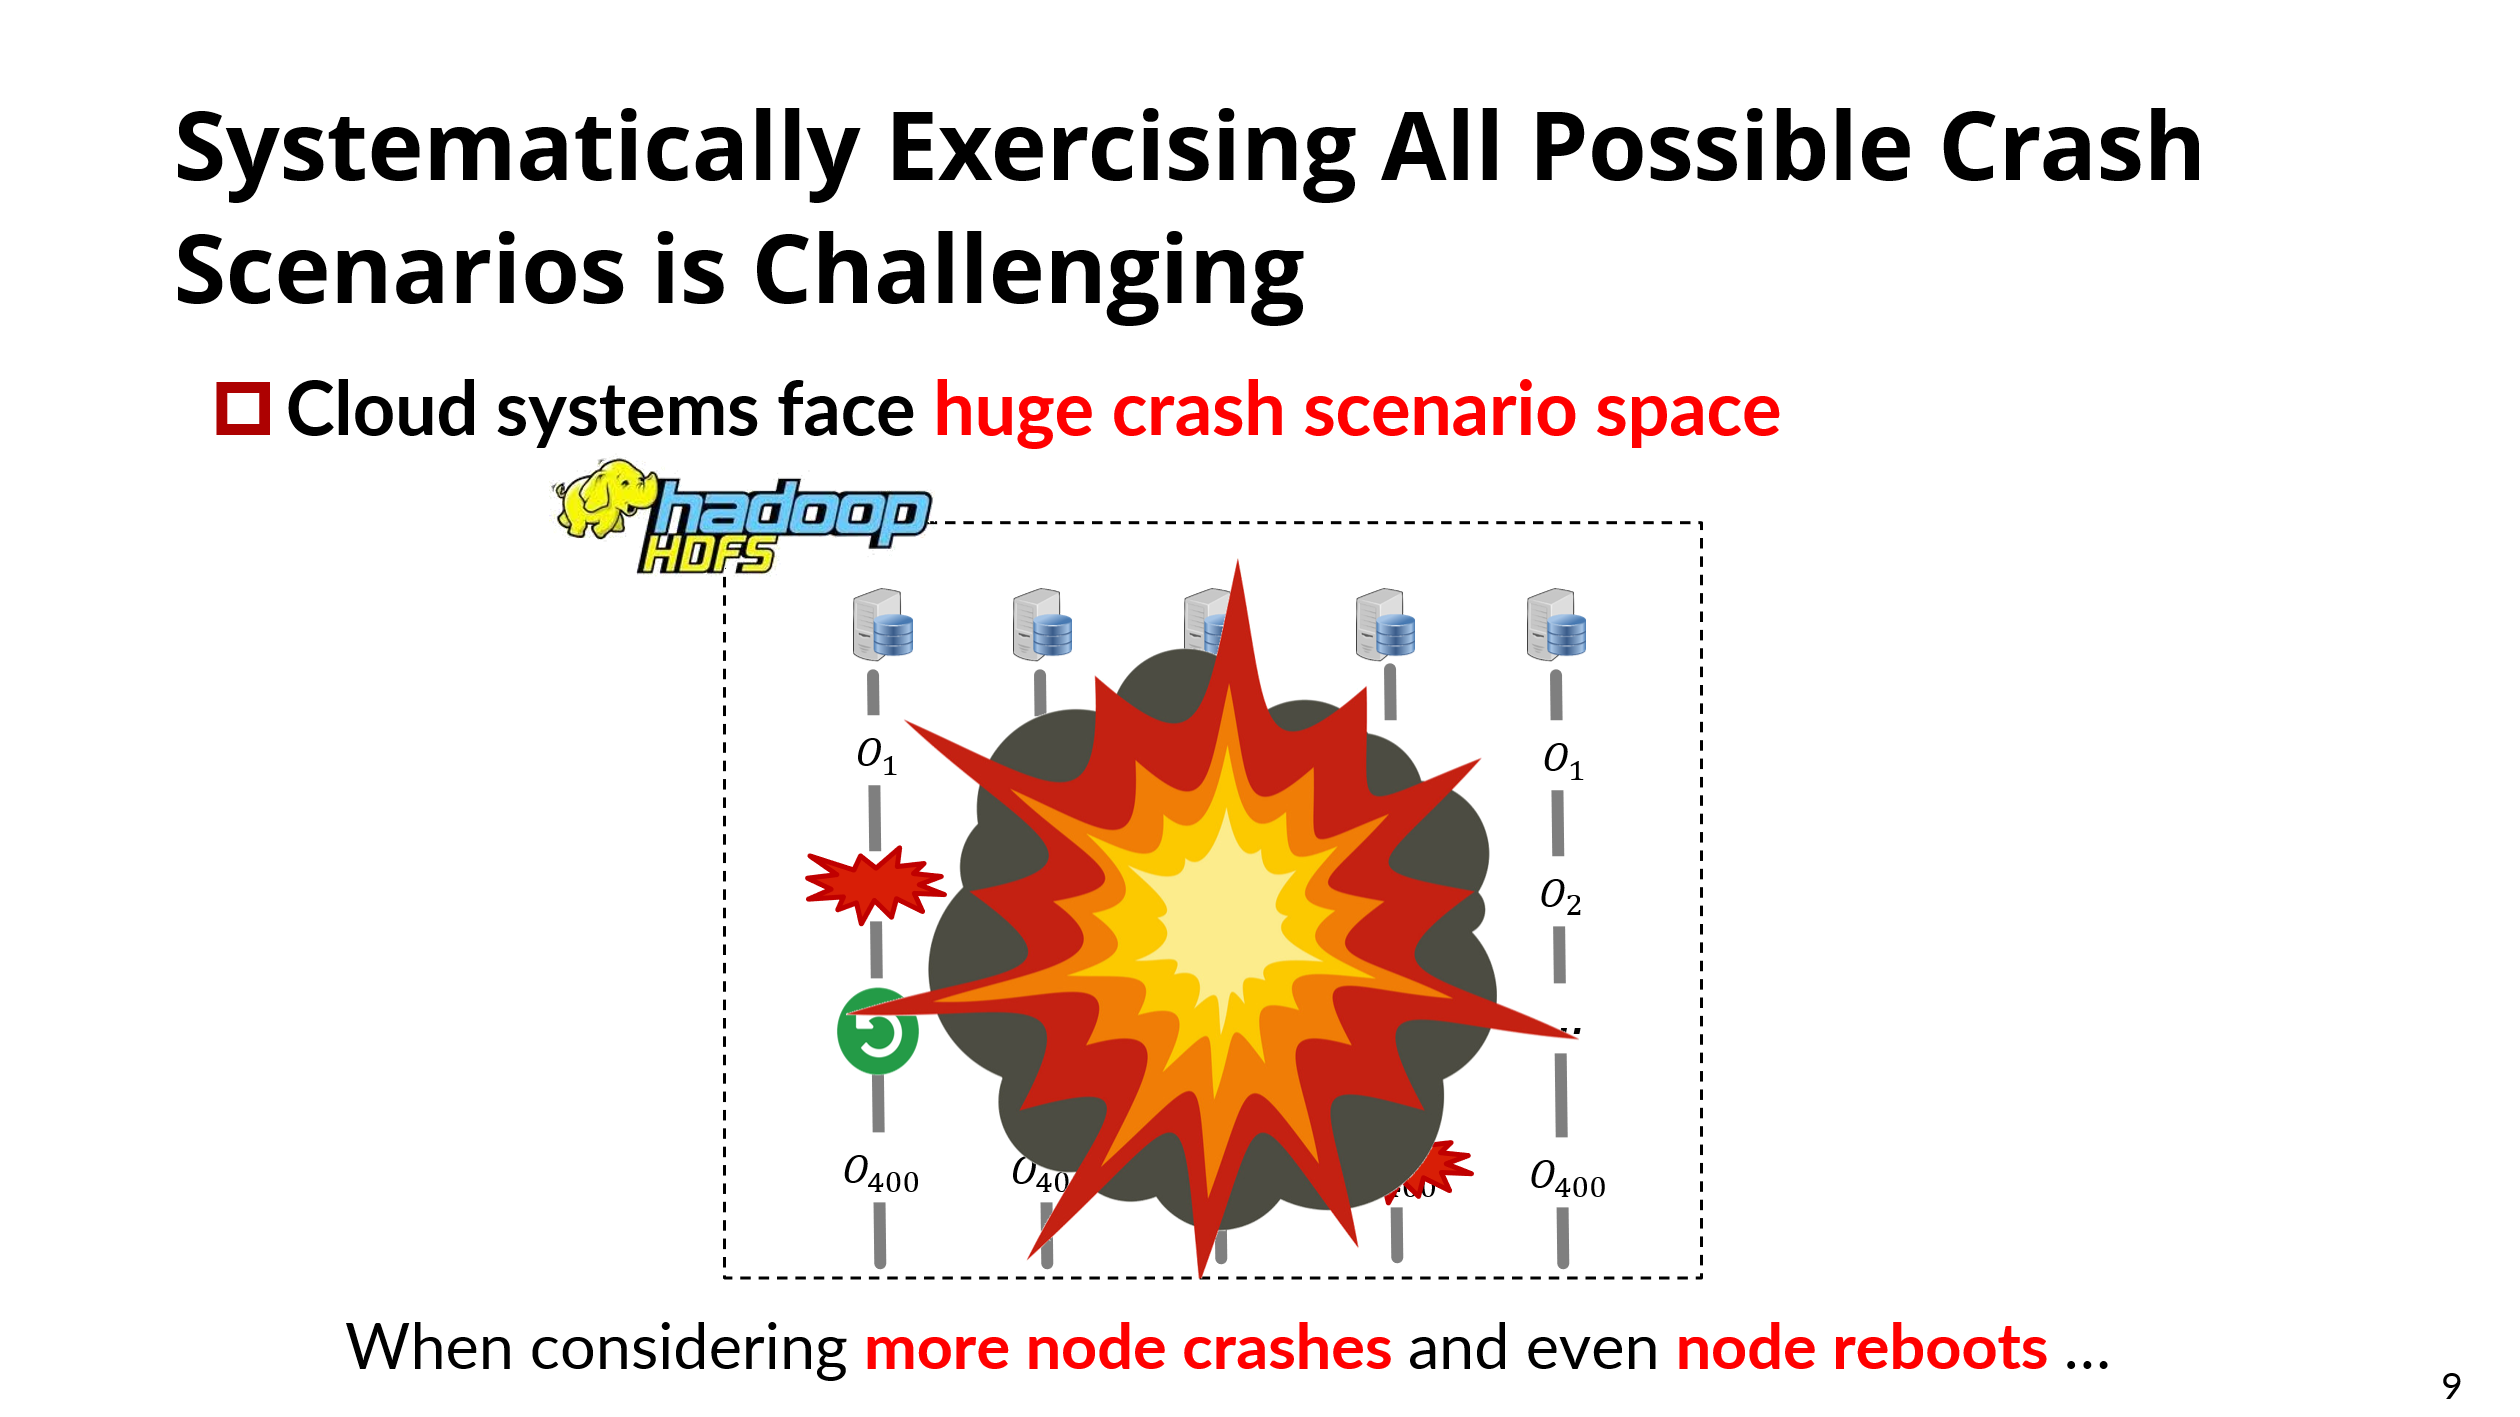 Systematically Exercising All Possible Crash
Scenarios is Challenging
Cloud systems face huge crash scenario space
hadoop
HDFS
O₁ O₁
O₂
O₄₀₀ O₄₀ O₄₀₀
When considering more node crashes and even node reboots ...
9